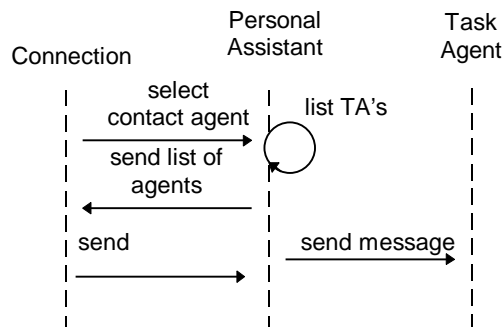 Personal
Assistant
Task
Agent
Connection
select
contact agent
list TA's
send list of
agents
send
send message